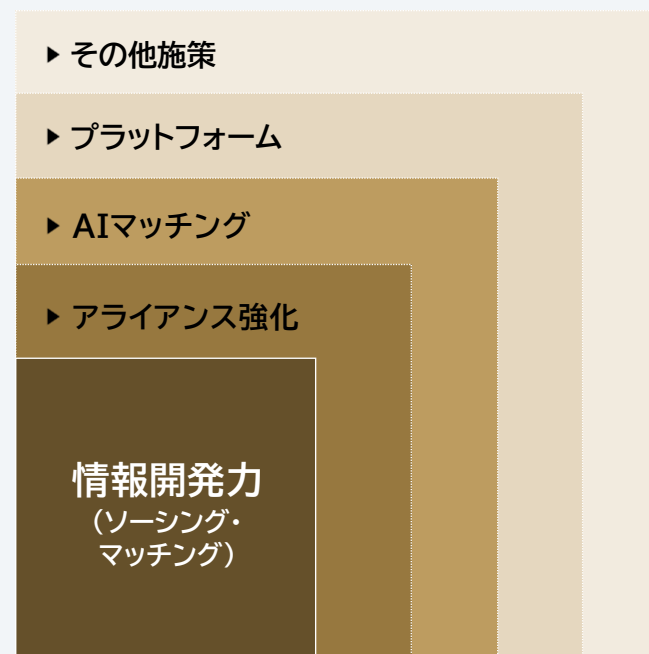 ▶ その他施策
▶ プラットフォーム
▶ AIマッチング
▶ アライアンス強化
情報開発力
（ソーシング・
マッチング）